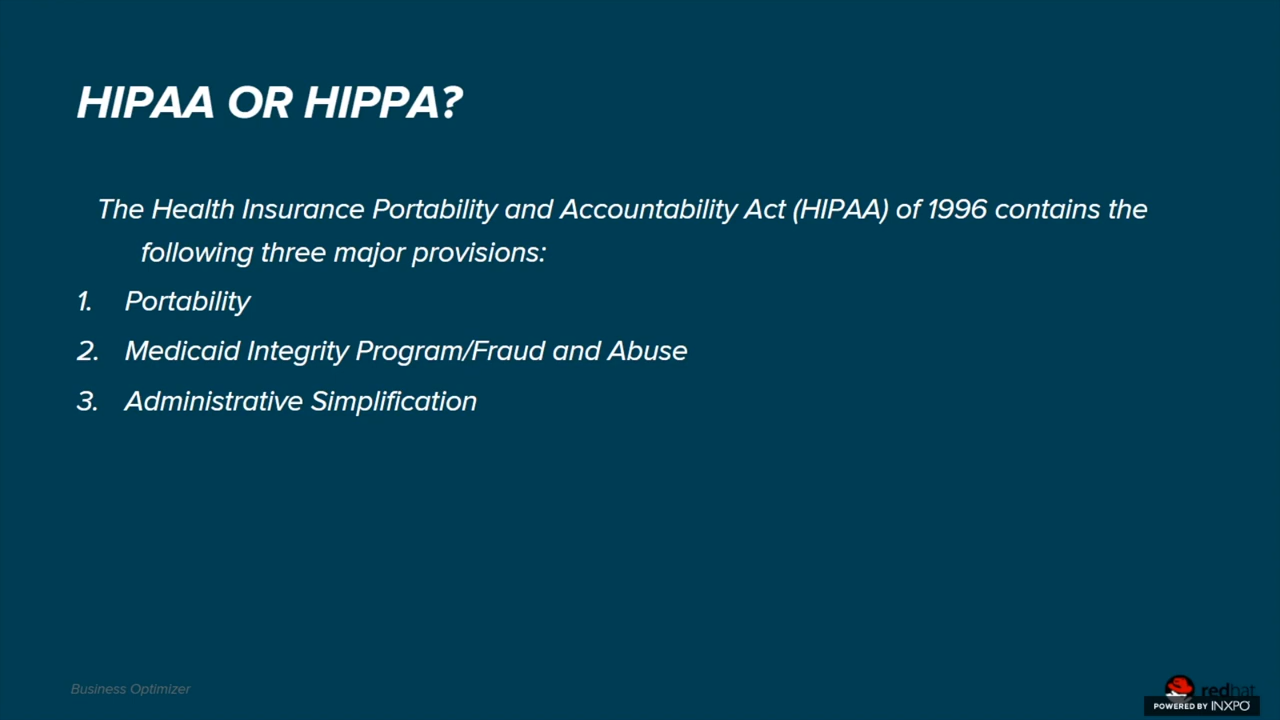 HIPAA OR HIPPA?
The Health Insurance Portability and Accountability Act (HIPAA) of 1996 contains the
following three major provisions:
1. Portability
2. Medicaid Integrity Program/Fraud and Abuse
3. Administrative Simplification
Business Optimizer
redhat
POWERED BY INXPO